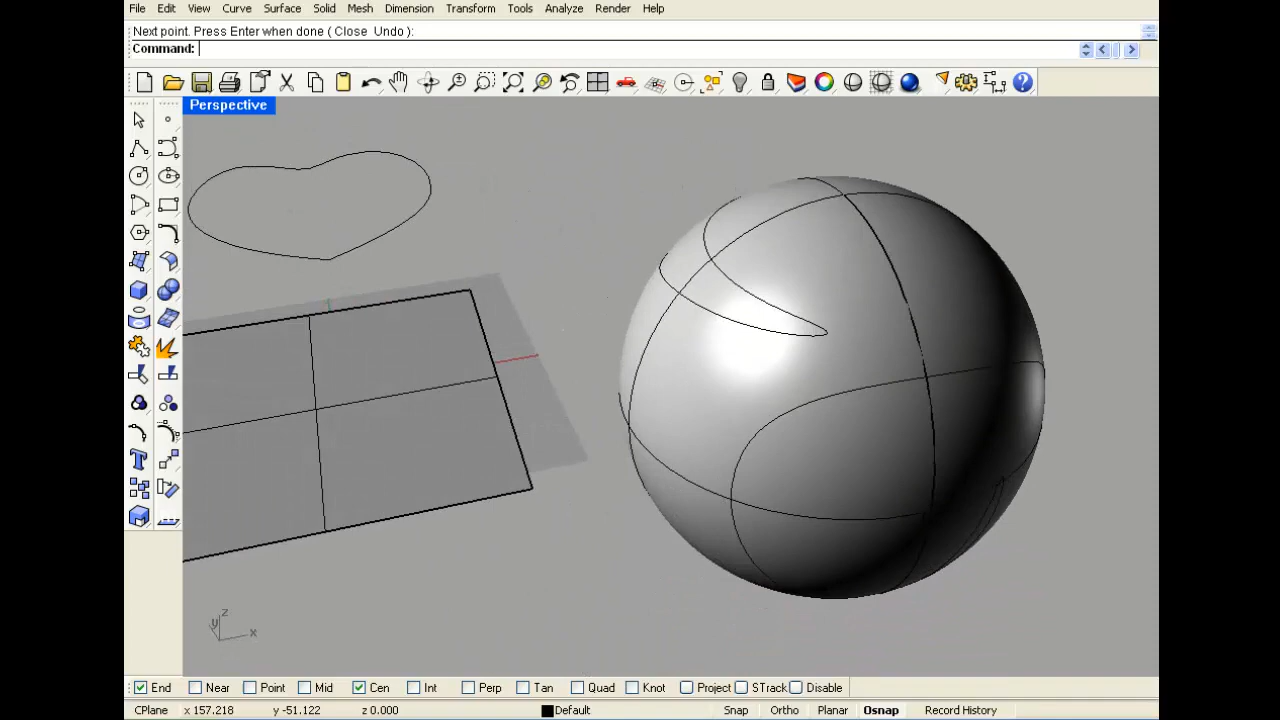 File Edit View Curve Surface Solid Mesh Dimension Transform Tools Analyze Render Help
Next point. Press Enter when done ( Close Undo ):
Command:
Perspective
z
y
x
End Near Point Mid Cen Int Perp Tan Quad Knot Project STrack Disable
CPlane x 157.218 y -51.122 z 0.000 Default Snap Ortho Planar Osnap Record History